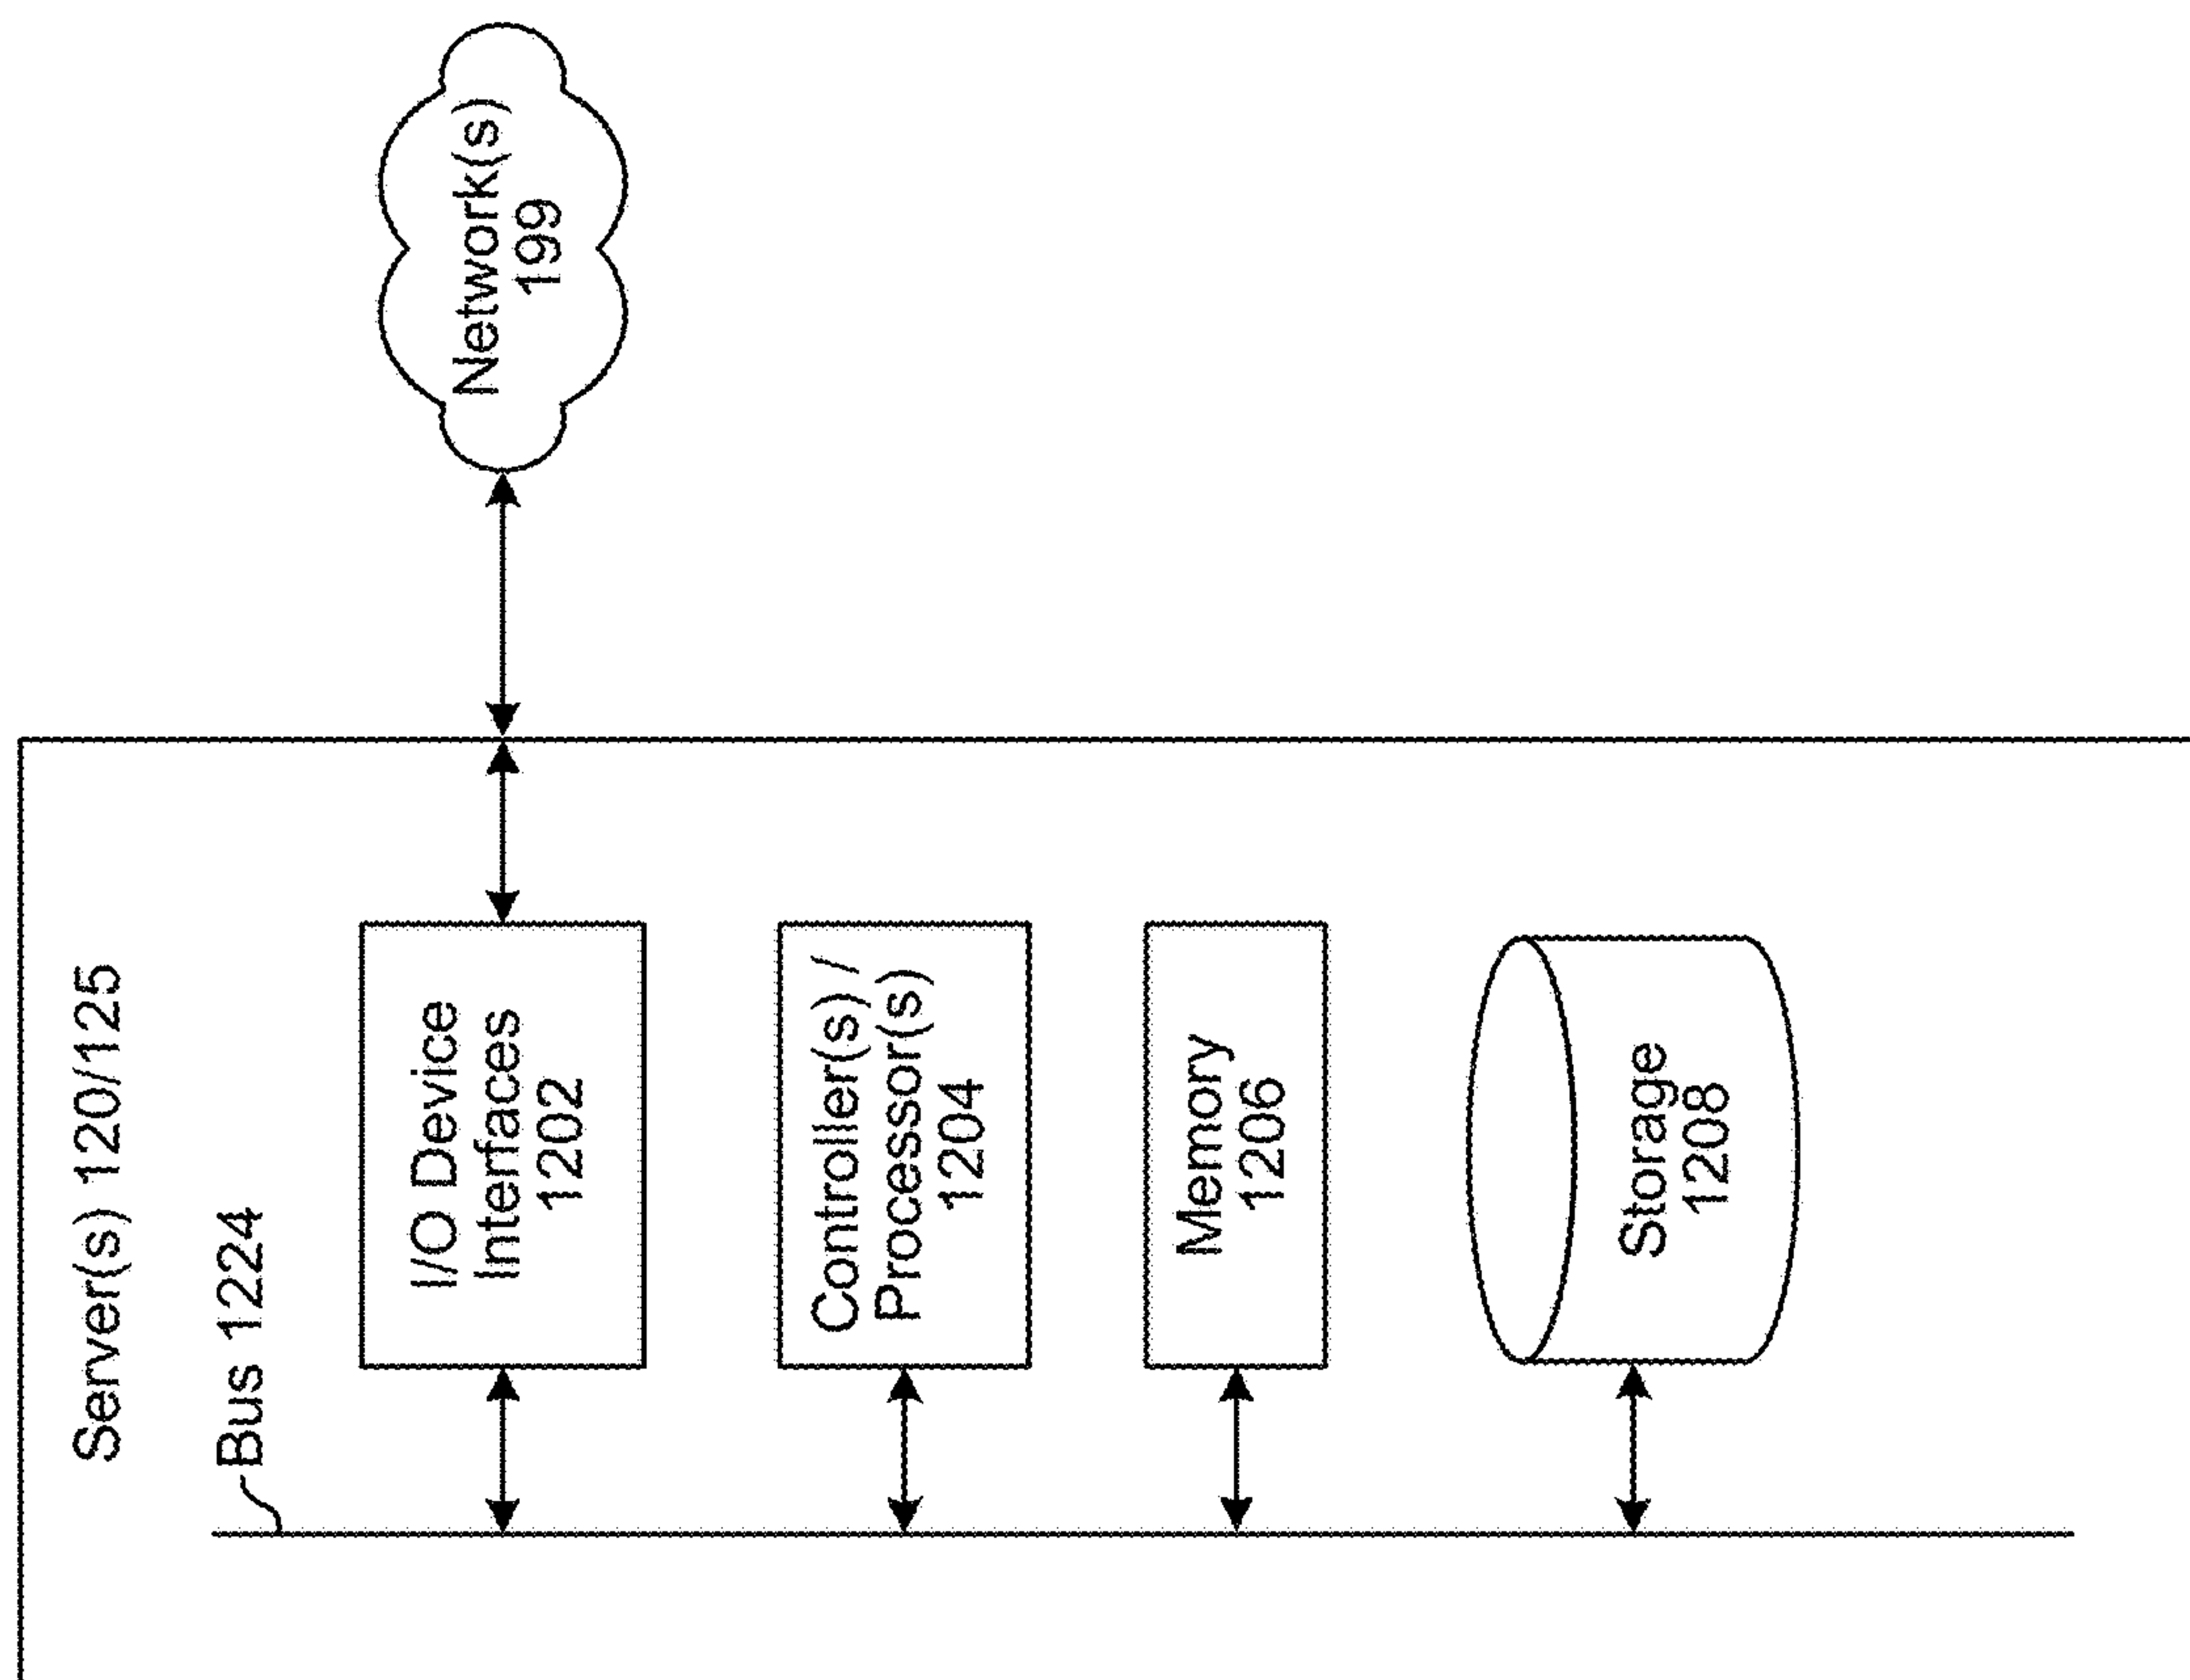 Server(s) 120/125
Bus 1224
I/O Device
Interfaces
1202
Network(s)
199
Controller(s) /
Processor(s)
1204
Memory
1206
Storage
1208